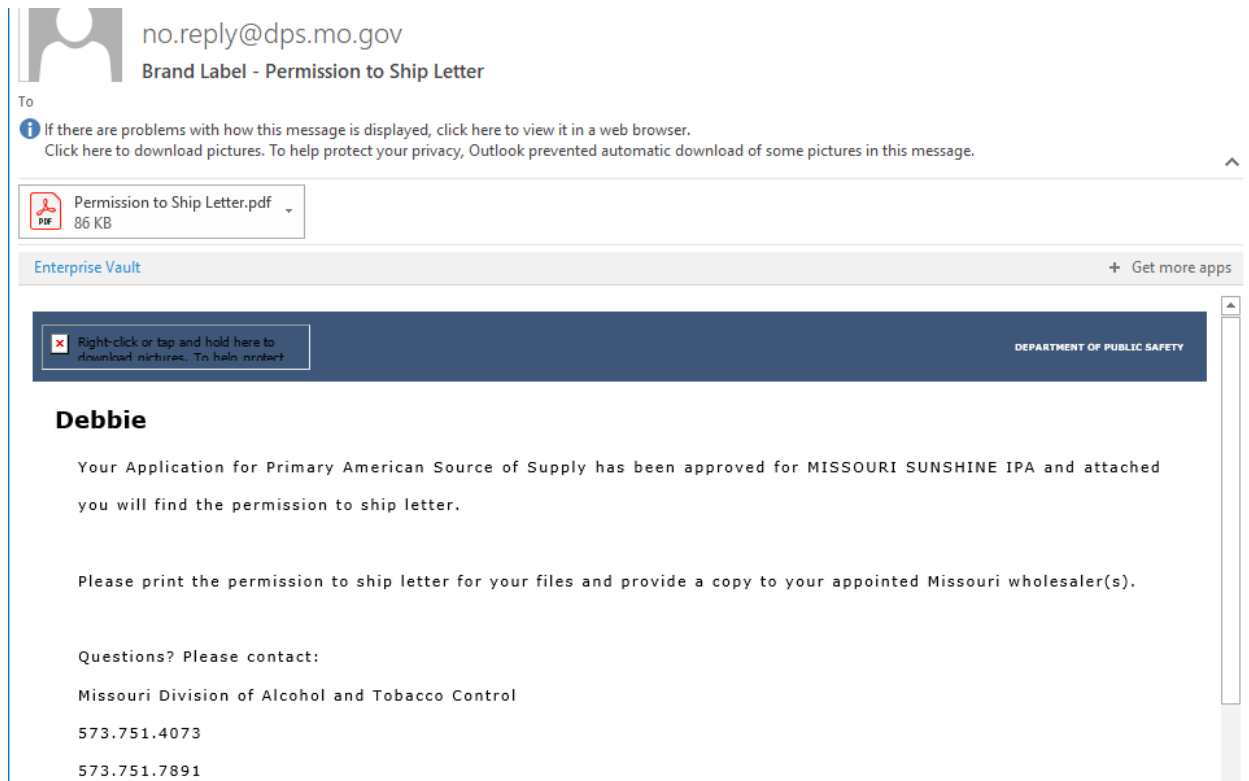 no.reply@dps.mo.gov
Brand Label - Permission to Ship Letter
To
If there are problems with how this message is displayed, click here to view it in a web browser.
Click here to download pictures. To help protect your privacy, Outlook prevented automatic download of some pictures in this message.
Permission to Ship Letter.pdf
PDF
86 KB
Enterprise Vault
+ Get more apps
Right-click or tap and hold here to
download pictures. To help protect
DEPARTMENT OF PUBLIC SAFETY
Debbie
Your Application for Primary American Source of Supply has been approved for MISSOURI SUNSHINE IPA and attached
you will find the permission to ship letter.
Please print the permission to ship letter for your files and provide a copy to your appointed Missouri wholesaler(s).
Questions? Please contact:
Missouri Division of Alcohol and Tobacco Control
573.751.4073
573.751.7891